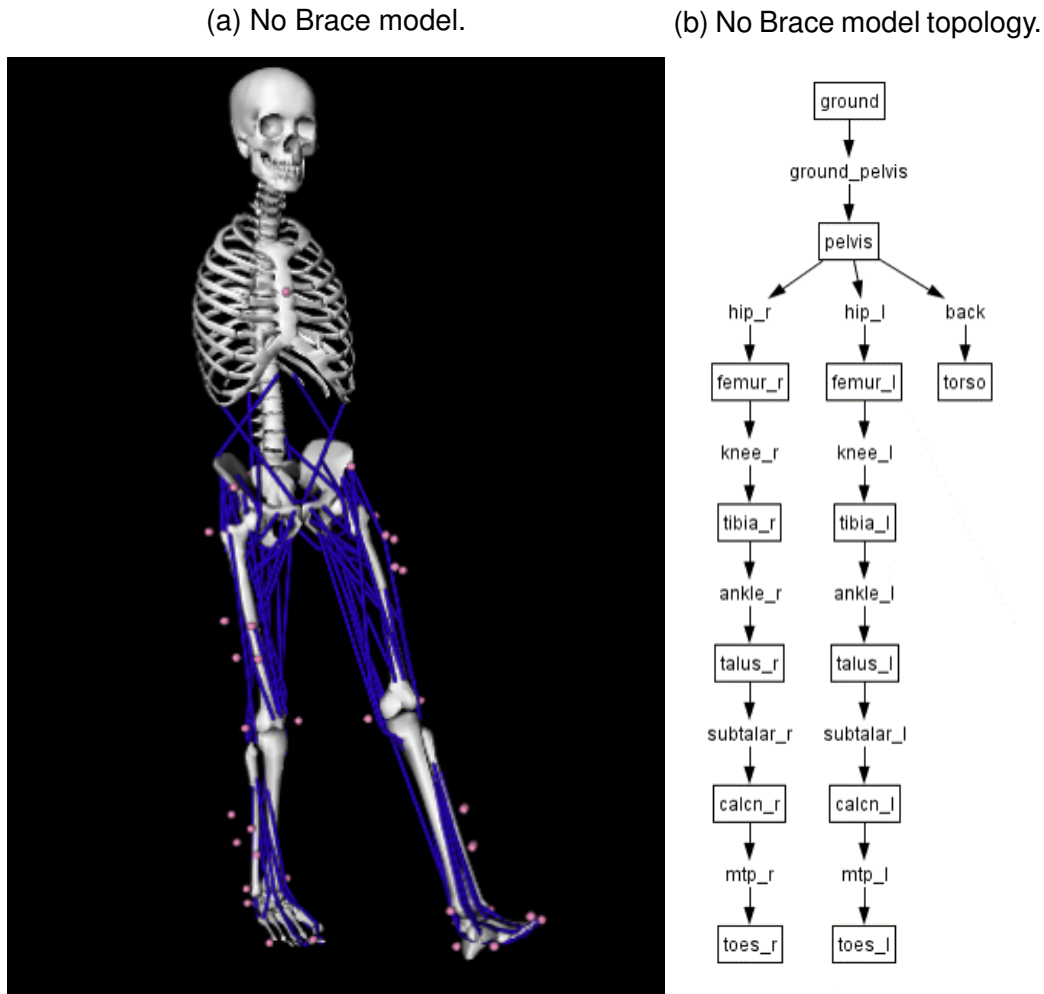 (a) No Brace model.
(b) No Brace model topology.
ground
ground_pelvis
pelvis
hip_r hip_l back
femur_r femur_l torso
knee_r knee_l
tibia_r tibia_l
ankle_r ankle_l
talus_r talus_l
subtalar_r subtalar_l
calcn_r calcn_l
mtp_r mtp_l
toes_r toes_l